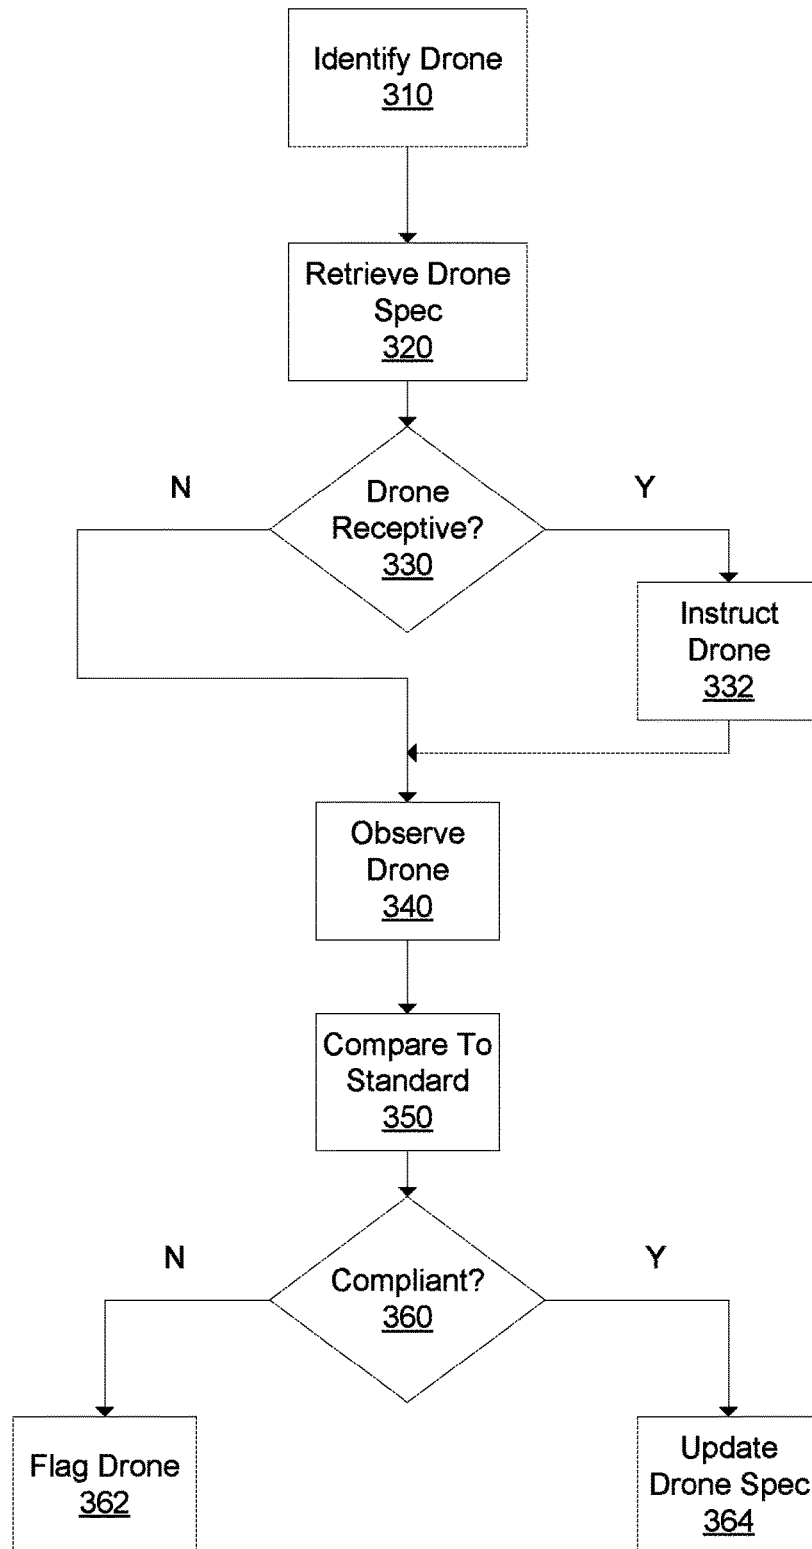 Identify Drone
310
Retrieve Drone
Spec
320
N
Drone
Receptive?
330
Y
Instruct
Drone
332
Observe
Drone
340
Compare To
Standard
350
N
Compliant?
360
Y
Flag Drone
362
Update
Drone Spec
364